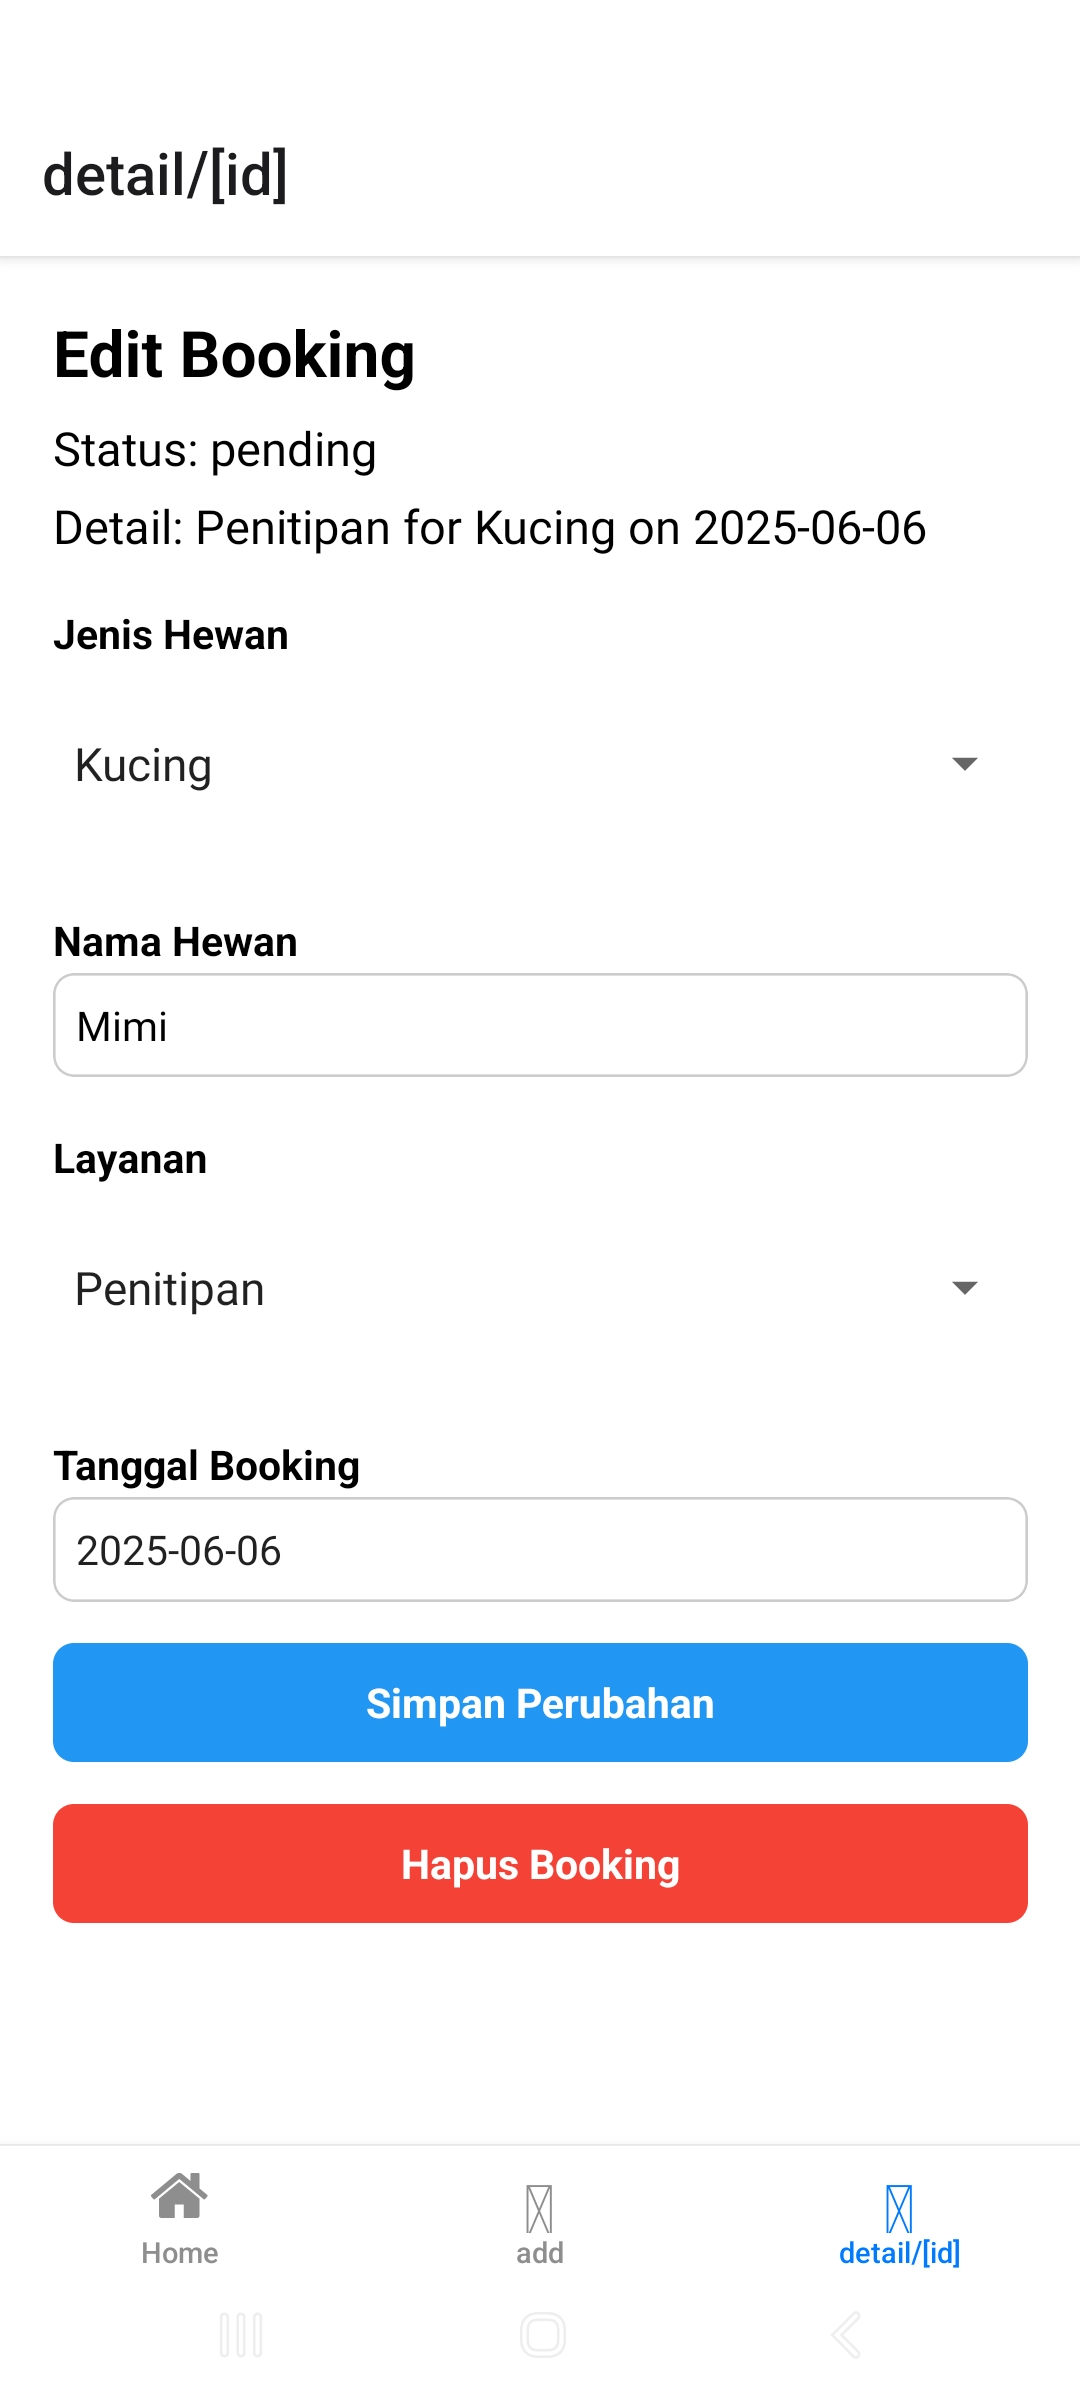 detail/[id]
Edit Booking
Status: pending
Detail: Penitipan for Kucing on 2025-06-06
Jenis Hewan
Kucing
Nama Hewan
Mimi
Layanan
Penitipan
Tanggal Booking
2025-06-06
Simpan Perubahan
Hapus Booking
Home
add
detail/[id]